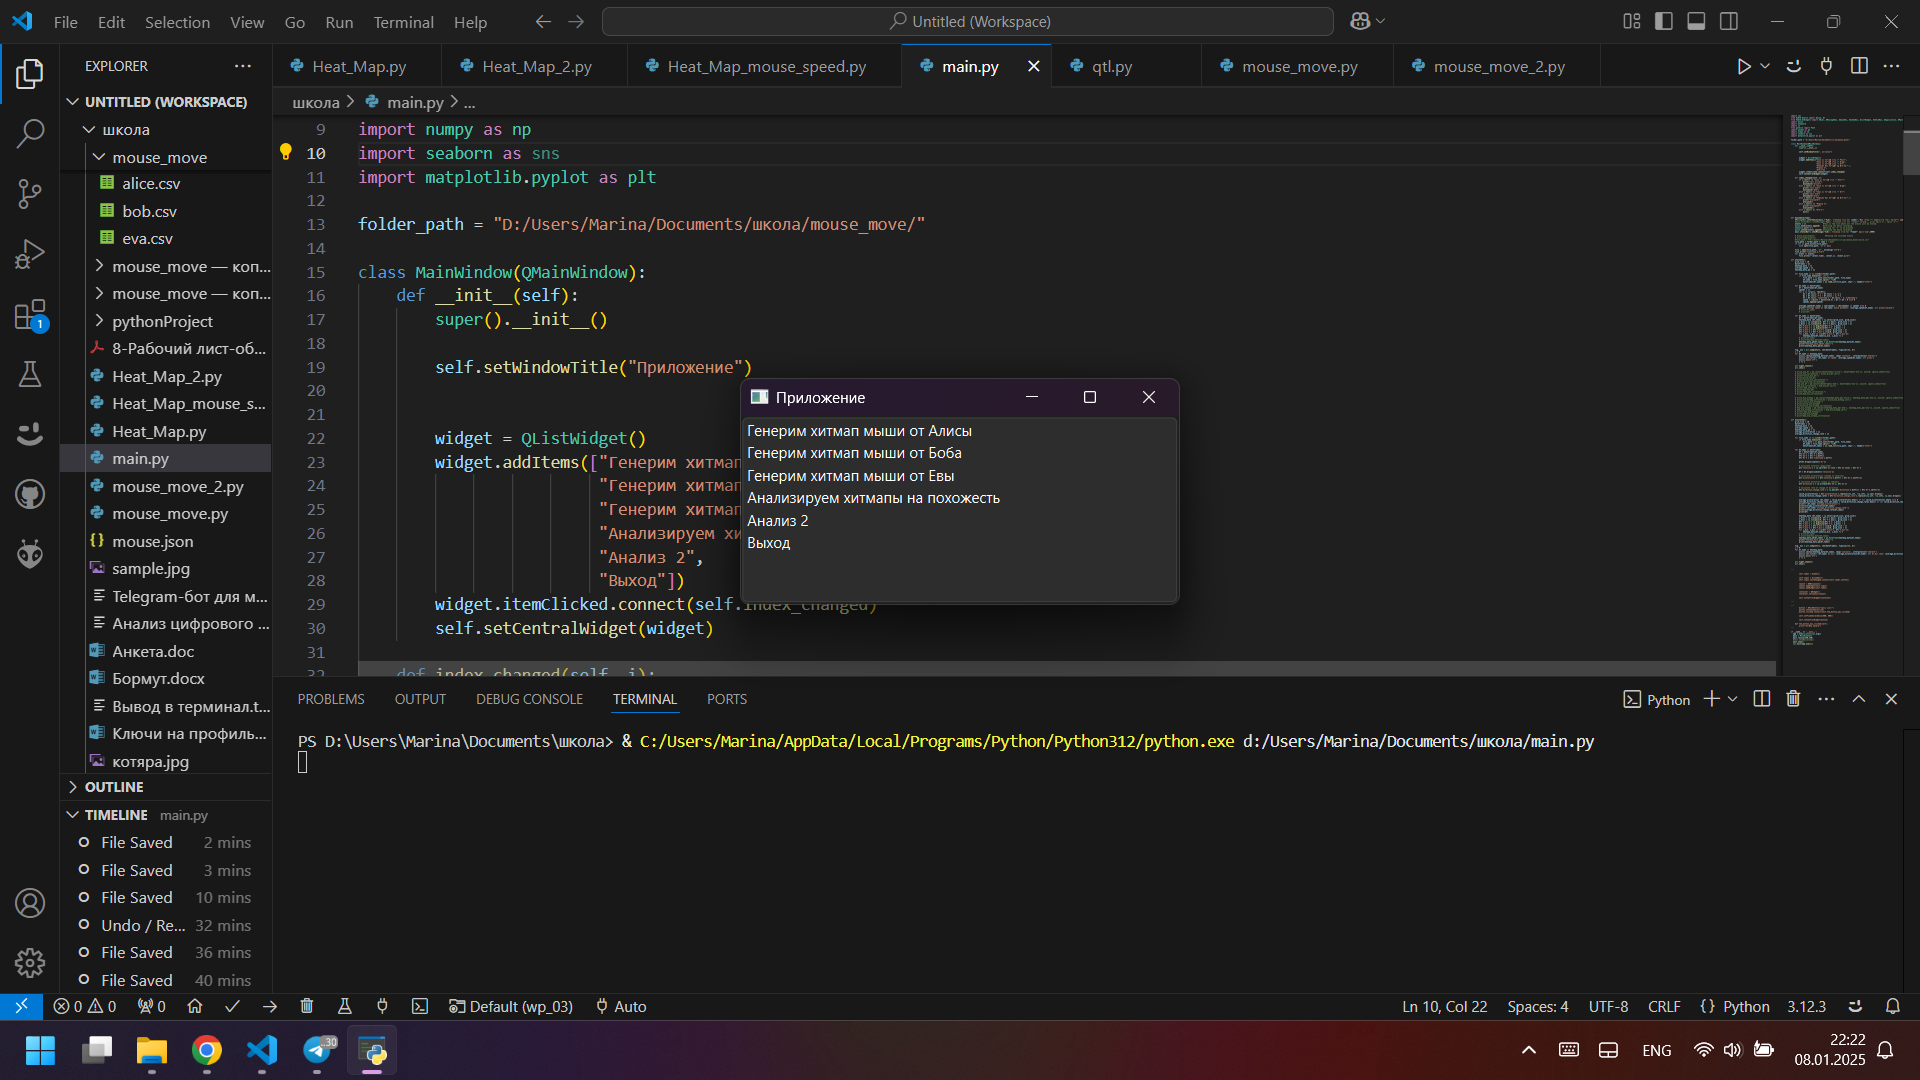 File Edit Selection View Go Run Terminal Help
Untitled (Workspace)
EXPLORER
UNTITLED (WORKSPACE)
школа
mouse_move
alice.csv
bob.csv
eva.csv
mouse_move — коп...
mouse_move — коп...
pythonProject
8-Рабочий лист-об...
Heat_Map_2.py
Heat_Map_mouse_s...
Heat_Map.py
main.py
mouse_move_2.py
mouse_move.py
mouse.json
sample.jpg
Telegram-бот для м...
Анализ цифрового ...
Анкета.doc
Бормут.docx
Вывод в терминал.t...
Ключи на профиль...
котяра.jpg
OUTLINE
TIMELINE main.py
File Saved 2 mins
File Saved 3 mins
File Saved 10 mins
Undo / Re... 32 mins
File Saved 36 mins
File Saved 40 mins
1
Heat_Map.py Heat_Map_2.py Heat_Map_mouse_speed.py main.py qtl.py mouse_move.py mouse_move_2.py
школа > main.py > ...
9 import numpy as np
10 import seaborn as sns
11 import matplotlib.pyplot as plt
12
13 folder_path = "D:/Users/Marina/Documents/школа/mouse_move/"
14
15 class MainWindow(QMainWindow):
16 def __init__(self):
17 super().__init__()
18
19 self.setWindowTitle("Приложение")
20
21
22 widget = QListWidget()
23 widget.addItems(["Генерим хитмап
24 "Генерим хитмап
25 "Генерим хитмап
26 "Анализируем хи
27 "Анализ 2",
28 "Выход"])
29 widget.itemClicked.connect(self.index_changed)
30 self.setCentralWidget(widget)
31
32 def index_changed(self, i):
Приложение
Генерим хитмап мыши от Алисы
Генерим хитмап мыши от Боба
Генерим хитмап мыши от Евы
Анализируем хитмапы на похожесть
Анализ 2
Выход
PROBLEMS OUTPUT DEBUG CONSOLE TERMINAL PORTS
Python
PS D:\Users\Marina\Documents\школа> & C:/Users/Marina/AppData/Local/Programs/Python/Python312/python.exe d:/Users/Marina/Documents/школа/main.py
0 0 0 Default (wp_03) Auto
Ln 10, Col 22 Spaces: 4 UTF-8 CRLF Python 3.12.3
..30
ENG
22:22
08.01.2025